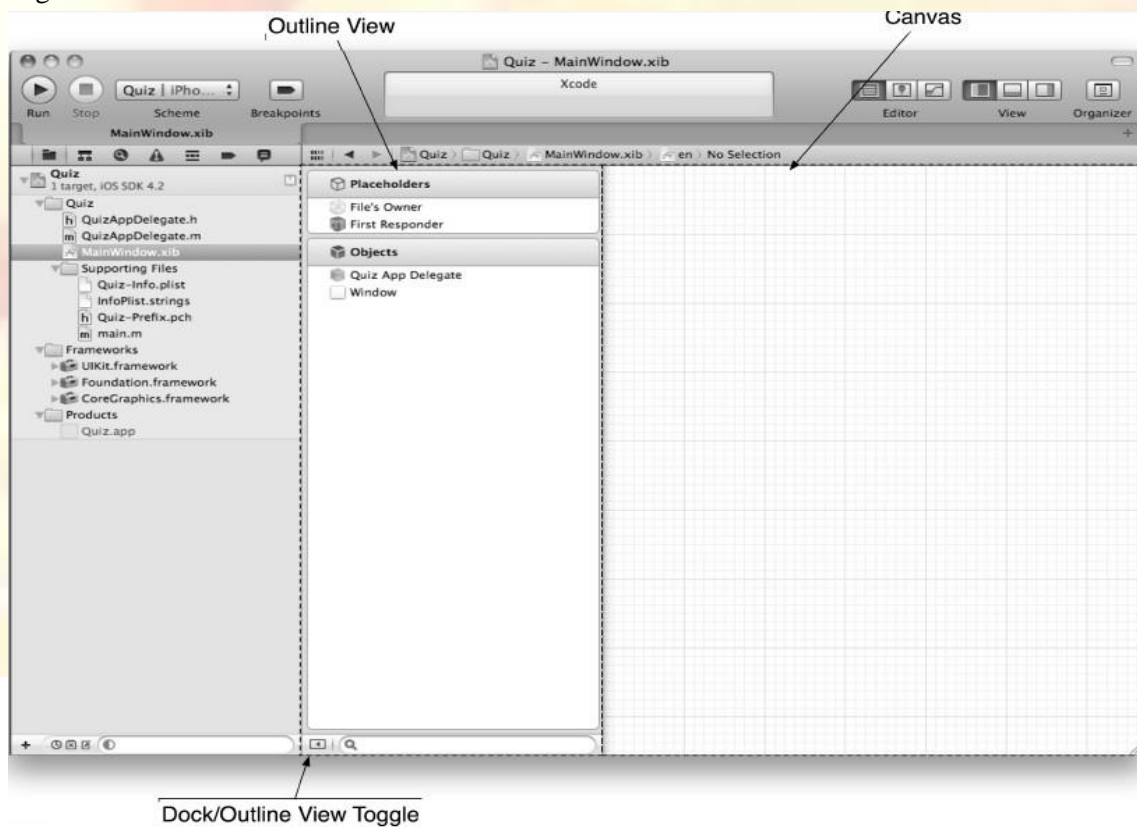 Outline View
Canvas
Quiz - MainWindow.xib
Xcode
Quiz | iPho...
Run Stop Scheme Breakpoints
Editor View Organizer
MainWindow.xib
Quiz Quiz MainWindow.xib en No Selection
Quiz
1 target, iOS SDK 4.2
Quiz
QuizAppDelegate.h
QuizAppDelegate.m
MainWindow.xib
Supporting Files
Quiz-Info.plist
InfoPlist.strings
Quiz-Prefix.pch
main.m
Frameworks
UIKit.framework
Foundation.framework
CoreGraphics.framework
Products
Quiz.app
Placeholders
File's Owner
First Responder
Objects
Quiz App Delegate
Window
Dock/Outline View Toggle